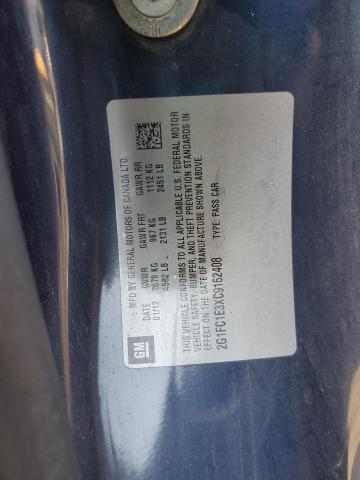 MFD BY GENERAL MOTORS OF CANADA LTD.
DATE GVWR GAWR FRT GAWR RR
01/12 2079 KG 967 KG 1112 KG
4582 LB 2131 LB 2451 LB
GM
THIS VEHICLE CONFORMS TO ALL APPLICABLE U.S. FEDERAL MOTOR
VEHICLE SAFETY, BUMPER, AND THEFT PREVENTION STANDARDS IN
EFFECT ON THE DATE OF MANUFACTURE SHOWN ABOVE.
2G1FC1E3XC9162408 TYPE: PASS CAR